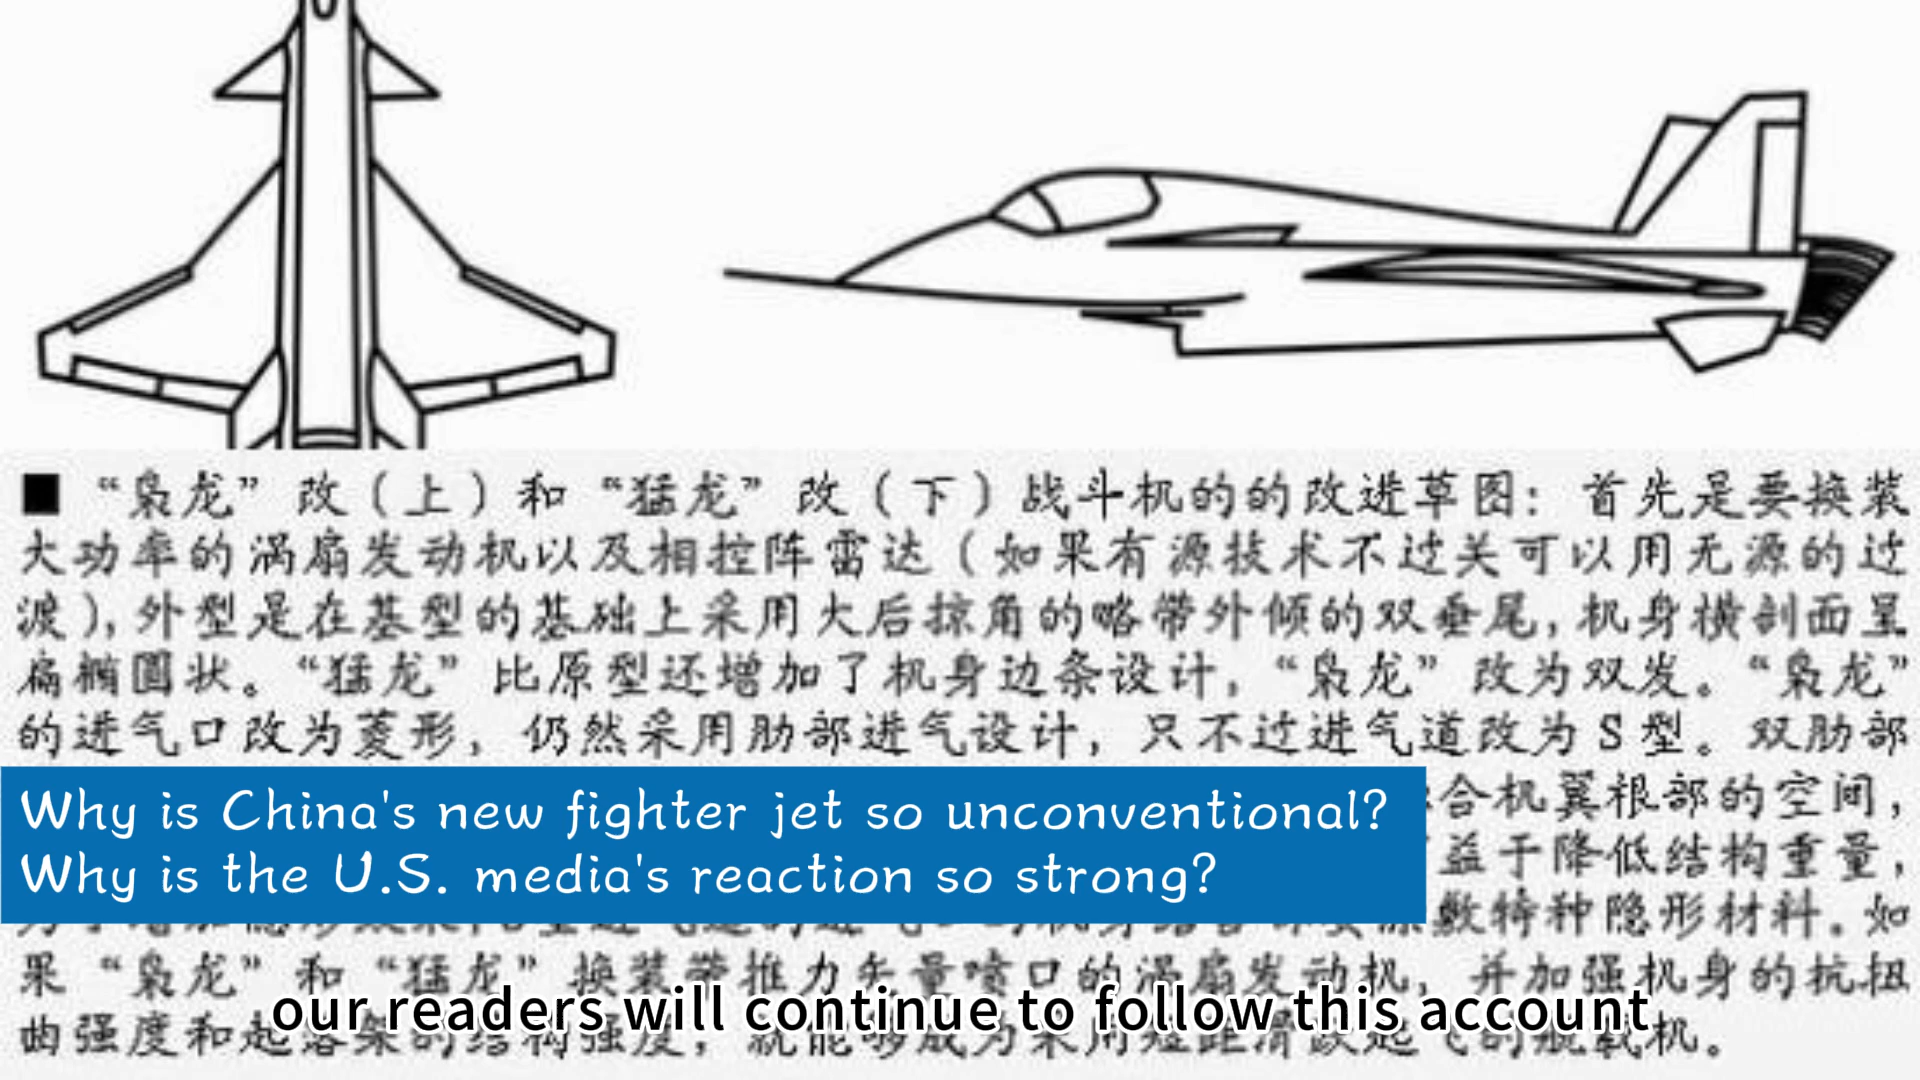 ■ “枭龙” 改（上）和 “猛龙” 改（下）战斗机的的改进草图: 首先是要换装
大功率的涡扇发动机以及相控阵雷达（如果有源技术不过关可以用无源的过
渡), 外型是在基型的基础上采用大后掠角的略带外倾的双垂尾, 机身横剖面呈
扁椭圆状。“猛龙” 比原型还增加了机身边条设计, “枭龙” 改为双发。“枭龙”
的进气口改为菱形, 仍然采用肋部进气设计, 只不过进气道改为 S 型。双肋部
合机翼根部的空间,
益于降低结构重量,
Why is China's new fighter jet so unconventional?
Why is the U.S. media's reaction so strong?
敷特种隐形材料。如
果 “枭龙” 和 “猛龙” 换装带推力矢量喷口的涡扇发动机, 并加强机身的抗扭
our readers will continue to follow this account
曲强度和起落架的结构强度, 就能够成为采用短距滑跃起飞的舰载机。